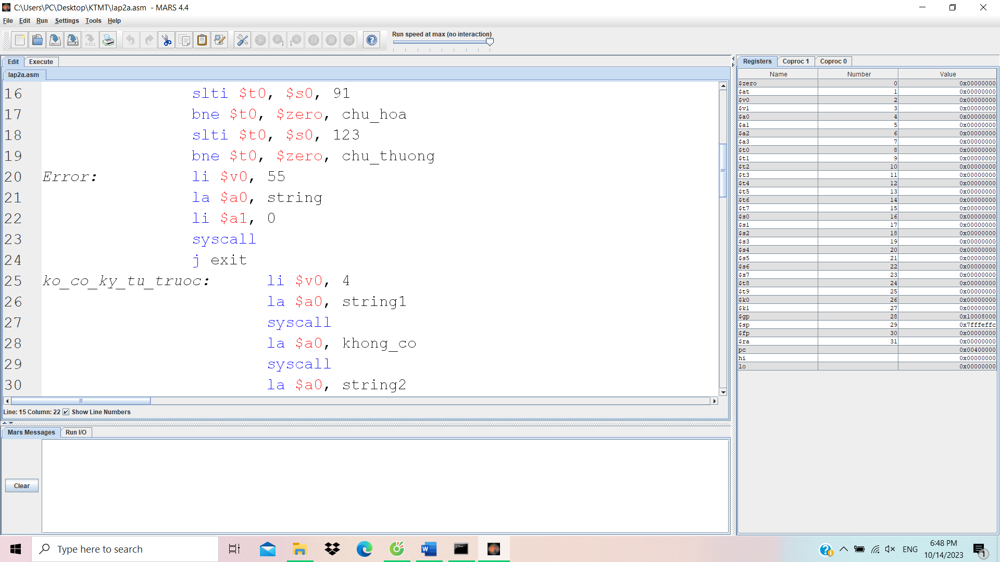 C:\Users\PC\Desktop\KTMT\lap2a.asm - MARS 4.4
File Edit Run Settings Tools Help
Run speed at max (no interaction)
Edit Execute
lap2a.asm
16 slti $t0, $s0, 91
17 bne $t0, $zero, chu_hoa
18 slti $t0, $s0, 123
19 bne $t0, $zero, chu_thuong
20 Error: li $v0, 55
21 la $a0, string
22 li $a1, 0
23 syscall
24 j exit
25 ko_co_ky_tu_truoc: li $v0, 4
26 la $a0, string1
27 syscall
28 la $a0, khong_co
29 syscall
30 la $a0, string2
Line: 15 Column: 22 Show Line Numbers
Mars Messages Run I/O
Clear
Registers Coproc 1 Coproc 0
Name Number Value
$zero 0 0x00000000
$at 1 0x00000000
$v0 2 0x00000000
$v1 3 0x00000000
$a0 4 0x00000000
$a1 5 0x00000000
$a2 6 0x00000000
$a3 7 0x00000000
$t0 8 0x00000000
$t1 9 0x00000000
$t2 10 0x00000000
$t3 11 0x00000000
$t4 12 0x00000000
$t5 13 0x00000000
$t6 14 0x00000000
$t7 15 0x00000000
$s0 16 0x00000000
$s1 17 0x00000000
$s2 18 0x00000000
$s3 19 0x00000000
$s4 20 0x00000000
$s5 21 0x00000000
$s6 22 0x00000000
$s7 23 0x00000000
$t8 24 0x00000000
$t9 25 0x00000000
$k0 26 0x00000000
$k1 27 0x00000000
$gp 28 0x10008000
$sp 29 0x7fffeffc
$fp 30 0x00000000
$ra 31 0x00000000
pc 0x00400000
hi 0x00000000
lo 0x00000000
Type here to search
ENG
6:48 PM
10/14/2023
1